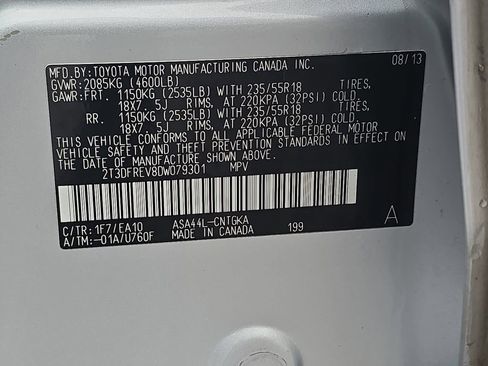 MFD.BY: TOYOTA MOTOR MANUFACTURING CANADA INC. 08/13
GVWR: 2085KG (4600LB)
GAWR: FRT. 1150KG (2535LB) WITH 235/55R18 TIRES,
18X7.5J RIMS, AT 220KPA (32PSI) COLD.
RR. 1150KG (2535LB) WITH 235/55R18 TIRES,
18X7.5J RIMS, AT 220KPA (32PSI) COLD.
THIS VEHICLE CONFORMS TO ALL APPLICABLE FEDERAL MOTOR
VEHICLE SAFETY AND THEFT PREVENTION STANDARDS IN EFFECT ON
THE DATE OF MANUFACTURE SHOWN ABOVE.
2T3DFREV8DW079301 MPV
C/TR: 1F7/EA10 ASA44L-CNTGKA A
A/TM: -01A/U760F MADE IN CANADA 199